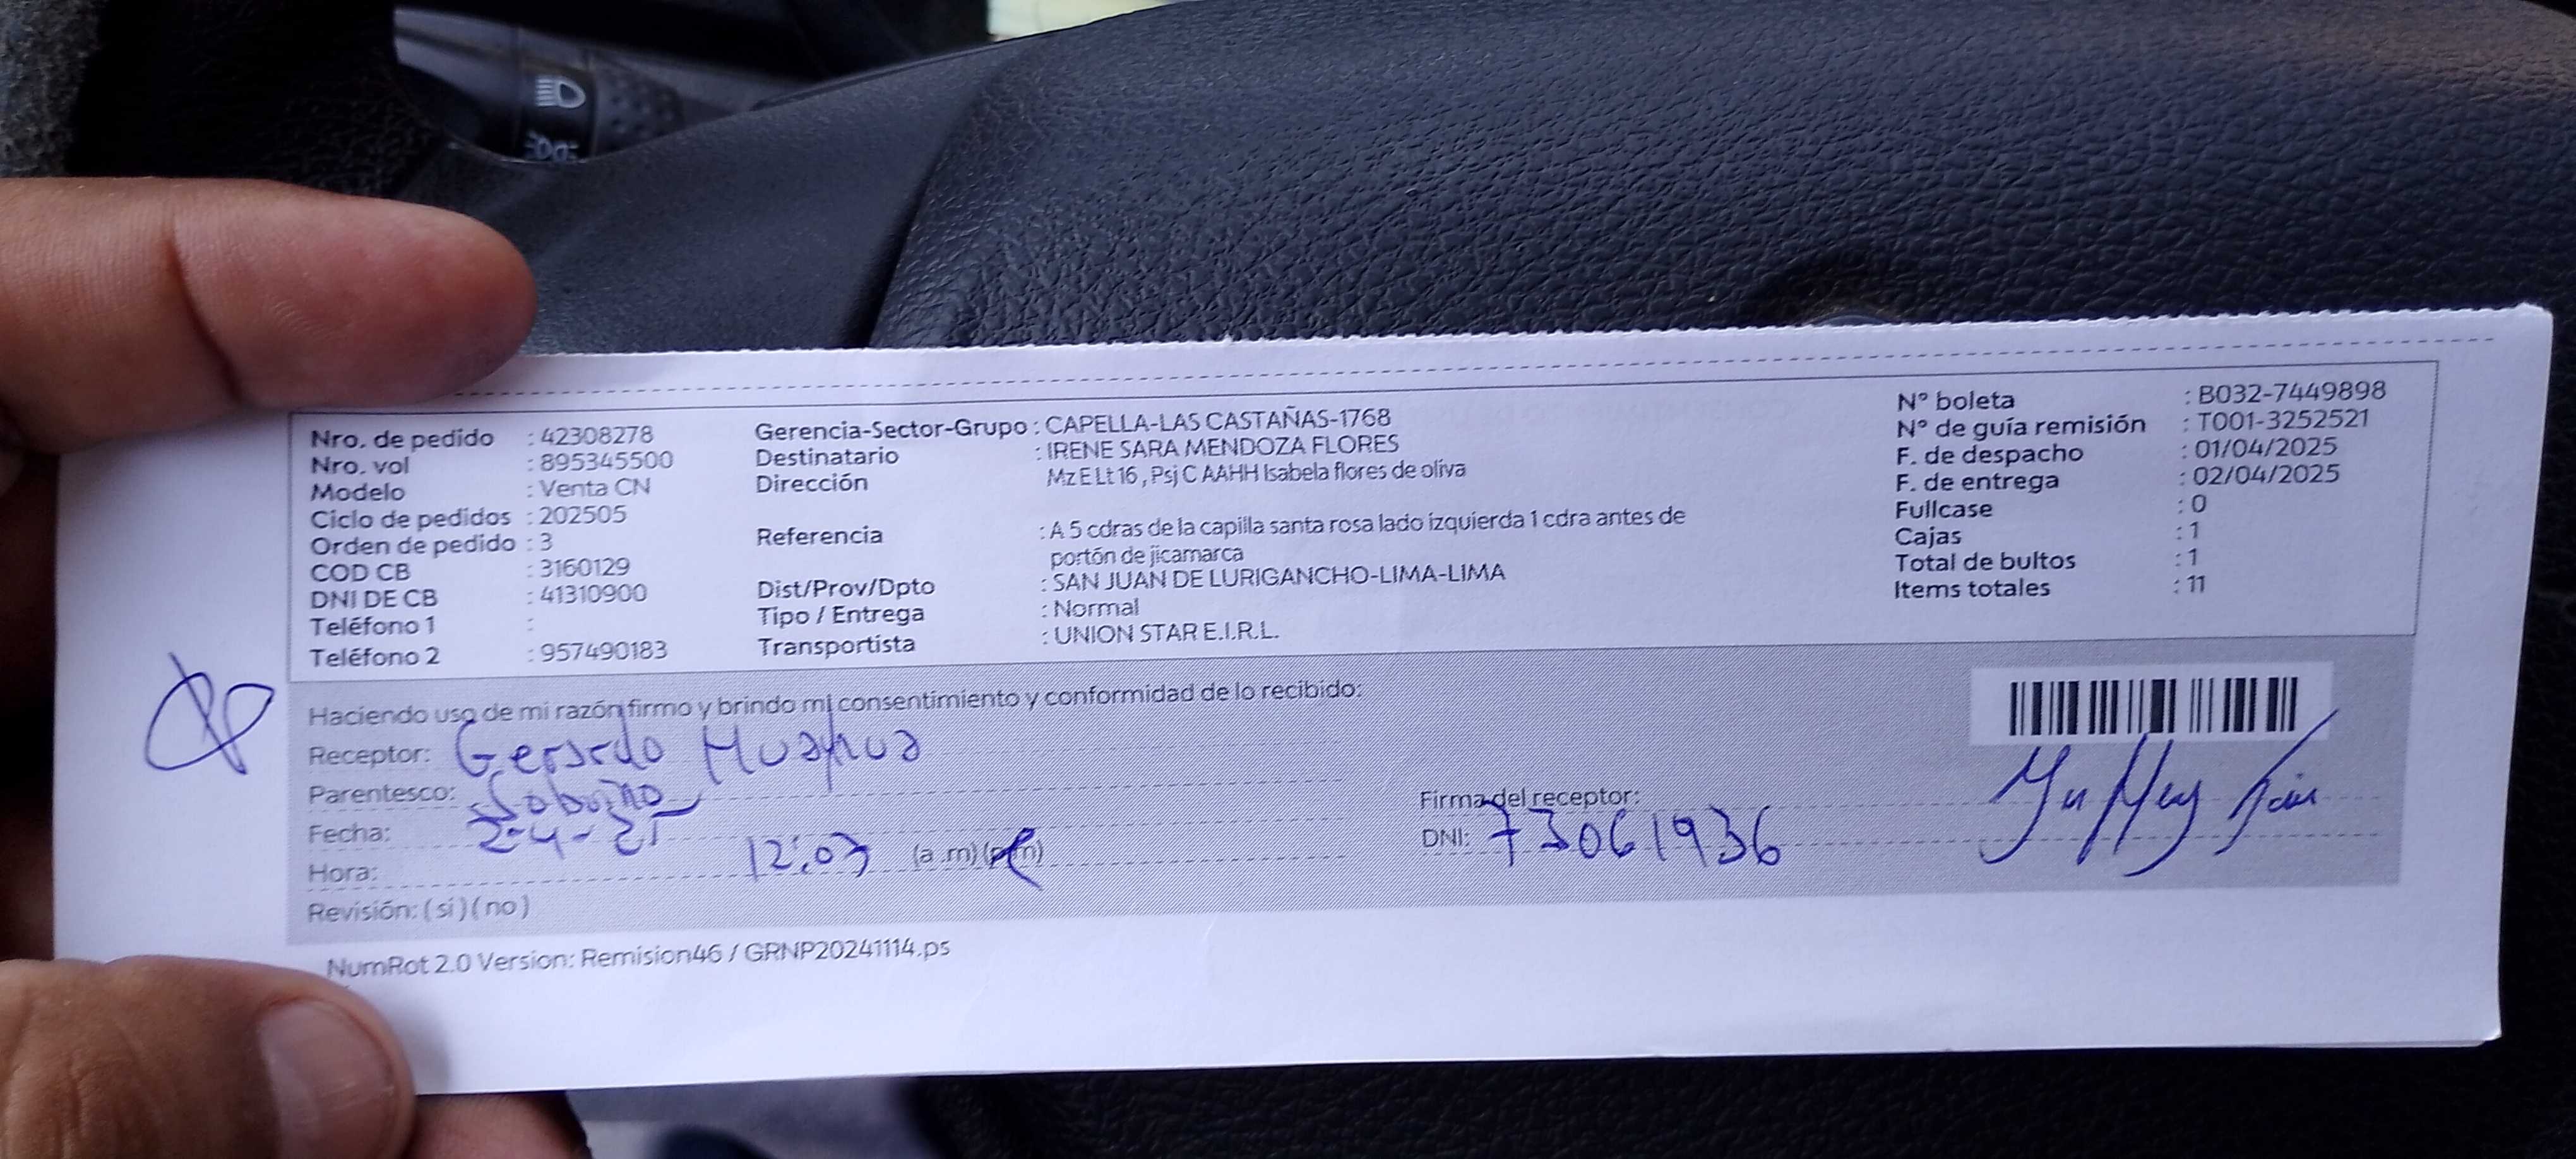 Nro. de pedido : 42308278
Nro. vol : 895345500
Modelo : Venta CN
Ciclo de pedidos : 202505
Orden de pedido : 3
COD CB : 3160129
DNI DE CB : 41310900
Teléfono 1 :
Teléfono 2 : 957490183
Gerencia-Sector-Grupo : CAPELLA-LAS CASTAÑAS-1768
Destinatario : IRENE SARA MENDOZA FLORES
Dirección Mz E Lt 16 , Psj C AAHH Isabela flores de oliva
Referencia : A 5 cdras de la capilla santa rosa lado izquierda 1 cdra antes de
portón de jicamarca
Dist/Prov/Dpto : SAN JUAN DE LURIGANCHO-LIMA-LIMA
Tipo / Entrega : Normal
Transportista : UNION STAR E.I.R.L.
N° boleta : B032-7449898
N° de guía remisión : T001-3252521
F. de despacho : 01/04/2025
F. de entrega : 02/04/2025
Fullcase : 0
Cajas : 1
Total de bultos : 1
Items totales : 11
Haciendo uso de mi razón firmo y brindo mi consentimiento y conformidad de lo recibido:
Receptor: Gerardo
Parentesco: Sobrino
Fecha: 2-4-25
Hora: 12:03 (a.m)(p.m)
Revisión: (si)(no)
Firma del receptor:
DNI: 73061936
NumRot 2.0 Version: Remision46 / GRNP20241114.ps